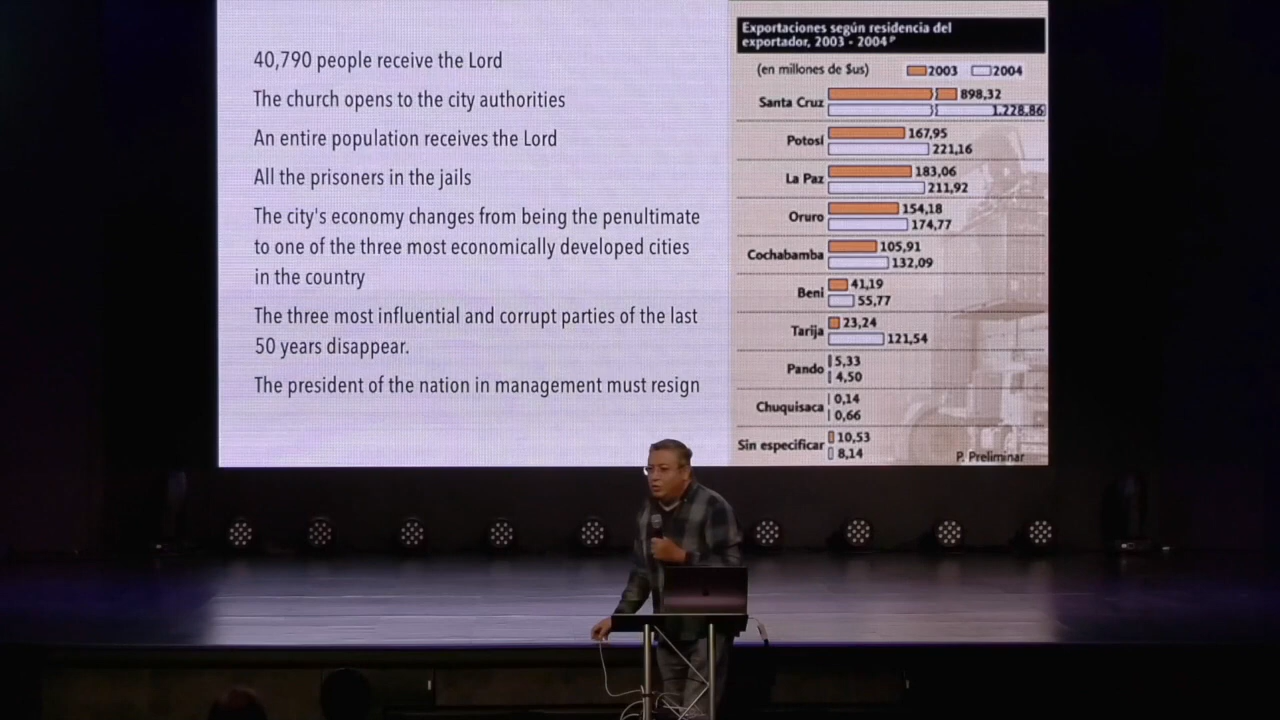 40,790 people receive the Lord
The church opens to the city authorities
An entire population receives the Lord
All the prisoners in the jails
The city's economy changes from being the penultimate
to one of the three most economically developed cities
in the country
The three most influential and corrupt parties of the last
50 years disappear.
The president of the nation in management must resign
Exportaciones según residencia del
exportador, 2003 - 2004 P
(en millones de $us) 2003 2004
Santa Cruz 898,32
1.228,86
Potosí 167,95
221,16
La Paz 183,06
211,92
Oruro 154,18
174,77
Cochabamba 105,91
132,09
Beni 41,19
55,77
Tarija 23,24
121,54
Pando 5,33
4,50
Chuquisaca 0,14
0,66
Sin especificar 10,53
8,14
P. Preliminar